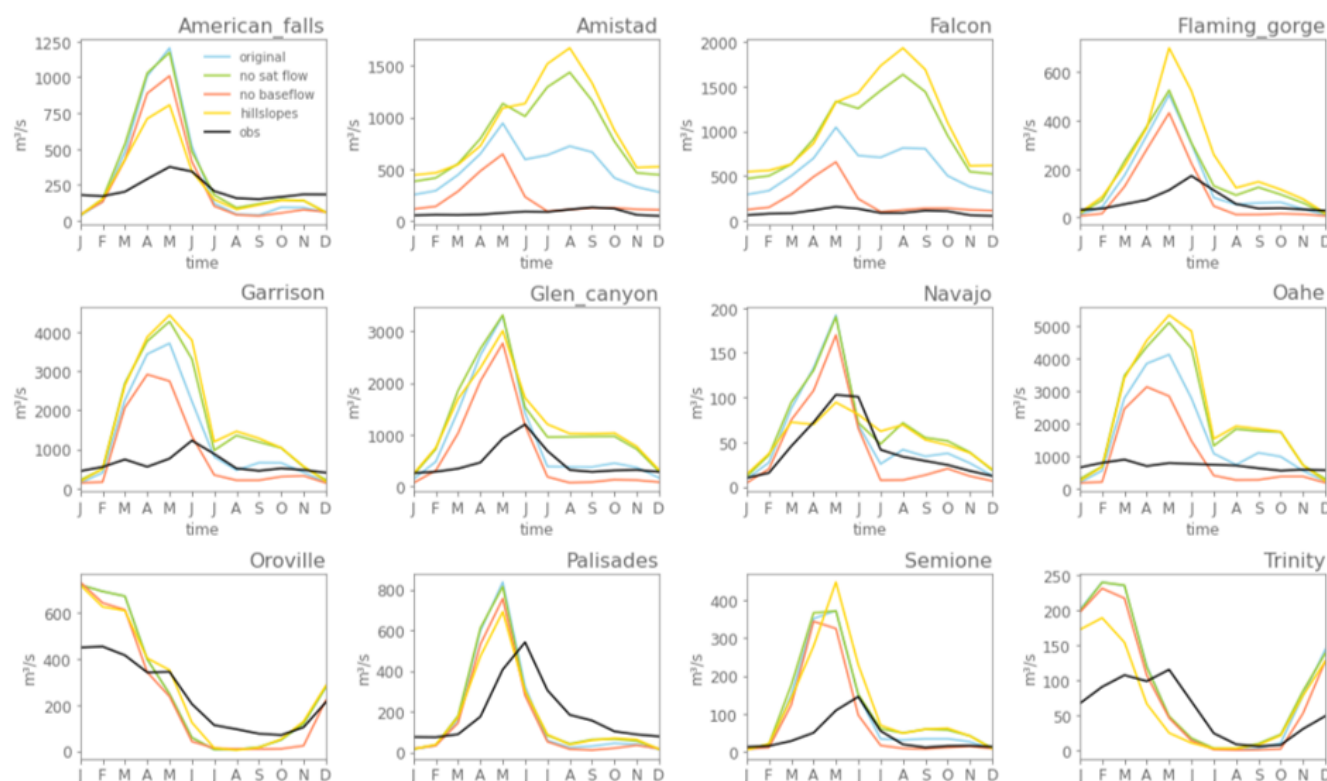 American_falls
Amistad
Falcon
Flaming_gorge
1250
1000
750
500
250
0
original
no sat flow
no baseflow
hillslopes
obs
m³/s
J F M A M J J A S O N D
time
1500
1000
500
0
m³/s
J F M A M J J A S O N D
time
2000
1500
1000
500
0
m³/s
J F M A M J J A S O N D
time
600
400
200
0
m³/s
J F M A M J J A S O N D
time
Garrison
Glen_canyon
Navajo
Oahe
4000
3000
2000
1000
0
m³/s
J F M A M J J A S O N D
time
3000
2000
1000
0
m³/s
J F M A M J J A S O N D
time
200
150
100
50
0
m³/s
J F M A M J J A S O N D
time
5000
4000
3000
2000
1000
0
m³/s
J F M A M J J A S O N D
time
Oroville
Palisades
Semione
Trinity
600
400
200
0
m³/s
J F M A M J J A S O N D
800
600
400
200
0
m³/s
J F M A M J J A S O N D
400
300
200
100
0
m³/s
J F M A M J J A S O N D
250
200
150
100
50
0
m³/s
J F M A M J J A S O N D